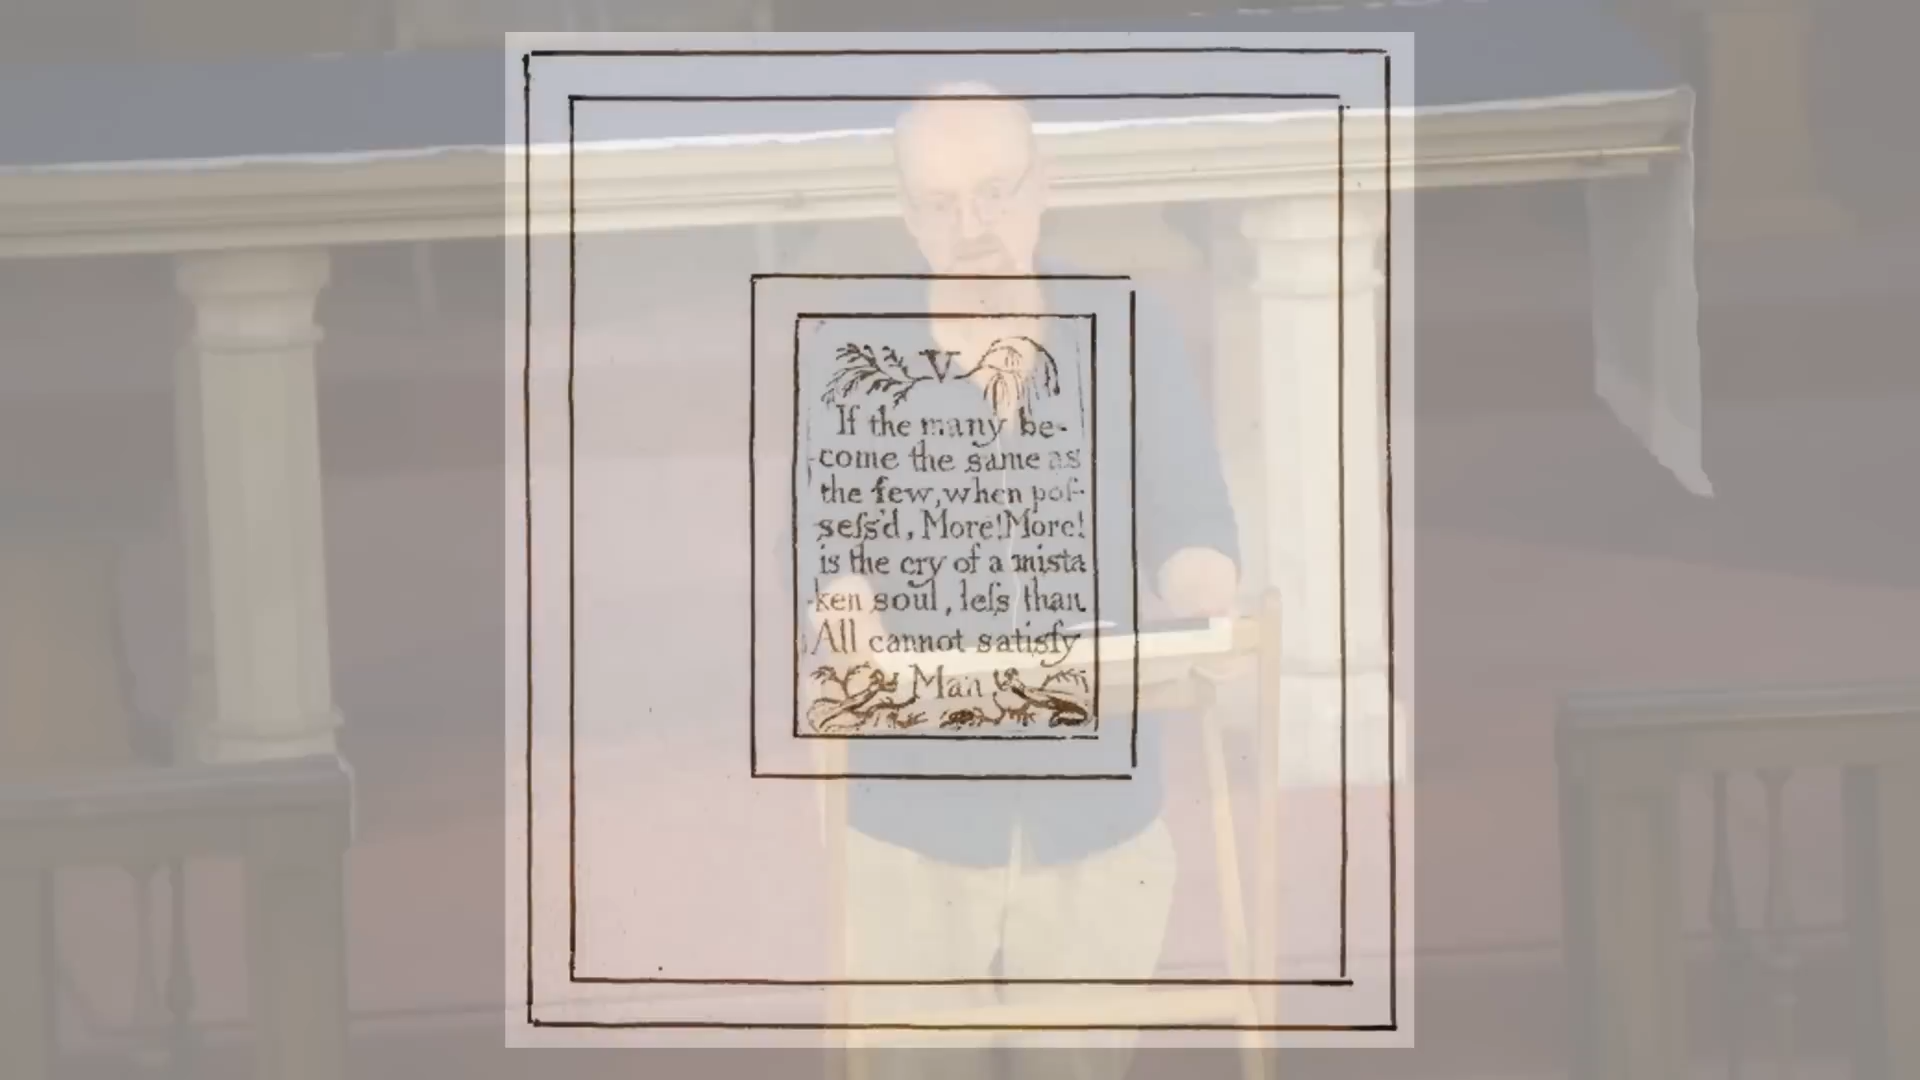 V
If the many be-
-come the same as
the few, when poſ-
-seſs'd, More! More!
is the cry of a mista
-ken soul, leſs than
All cannot satisfy
Man.